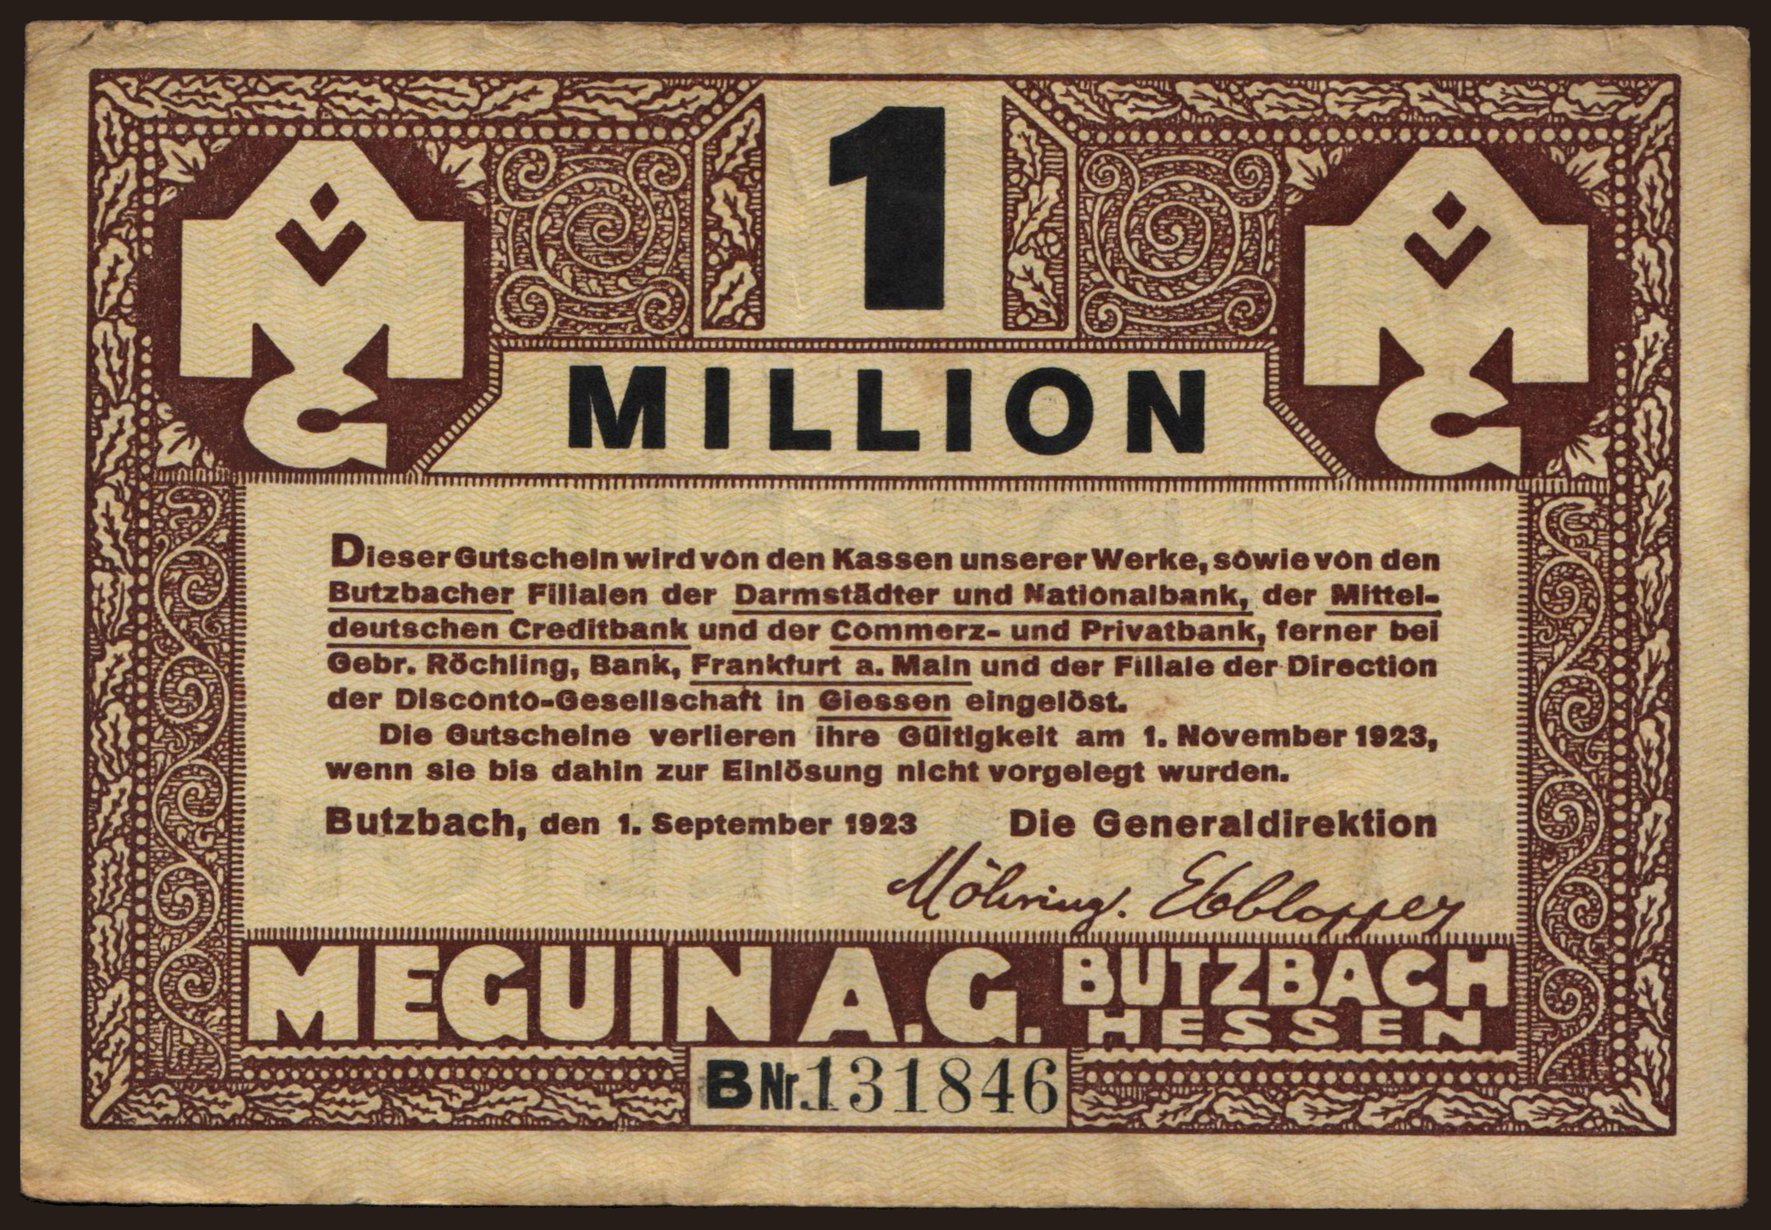 1
MILLION
Dieser Gutschein wird von den Kassen unserer Werke, sowie von den
Butzbacher Filialen der Darmstädter und Nationalbank, der Mittel-
deutschen Creditbank und der Commerz- und Privatbank, ferner bei
Gebr. Röchling, Bank, Frankfurt a. Main und der Filiale der Direction
der Disconto-Gesellschaft in Giessen eingelöst.
Die Gutscheine verlieren ihre Gültigkeit am 1. November 1923,
wenn sie bis dahin zur Einlösung nicht vorgelegt wurden.
Butzbach, den 1. September 1923 Die Generaldirektion
Möhring.
MEGUIN A.G. BUTZBACH
HESSEN
B Nr. 131846